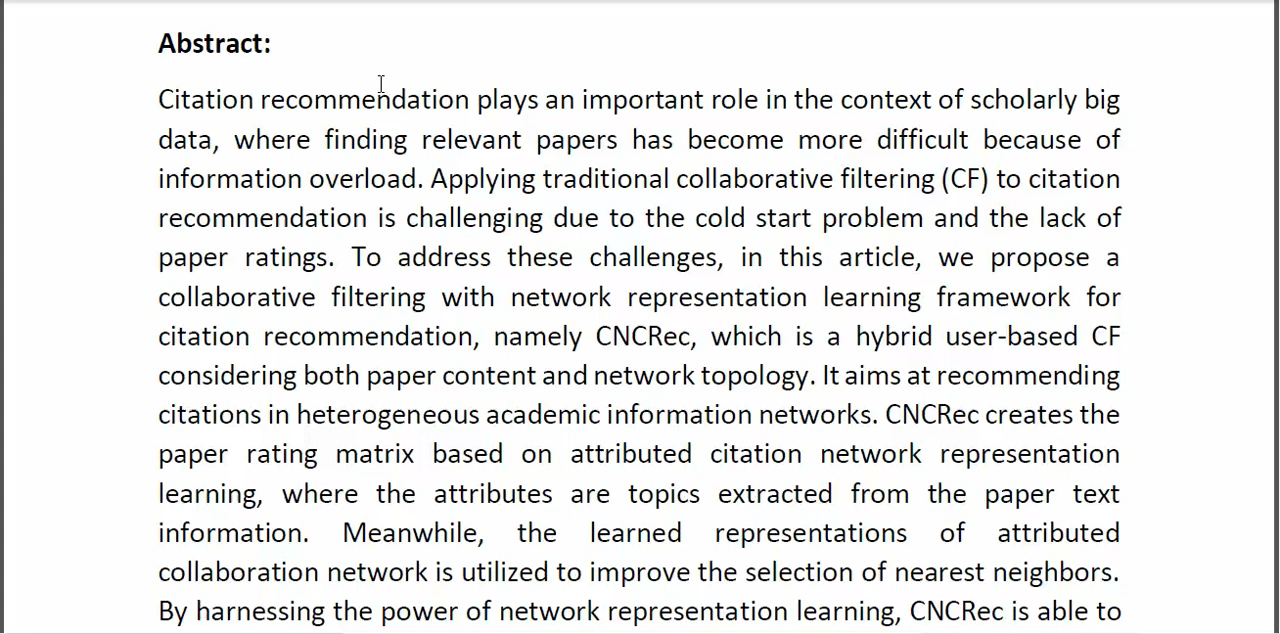 Abstract:
Citation recommendation plays an important role in the context of scholarly big
data, where finding relevant papers has become more difficult because of
information overload. Applying traditional collaborative filtering (CF) to citation
recommendation is challenging due to the cold start problem and the lack of
paper ratings. To address these challenges, in this article, we propose a
collaborative filtering with network representation learning framework for
citation recommendation, namely CNCRec, which is a hybrid user-based CF
considering both paper content and network topology. It aims at recommending
citations in heterogeneous academic information networks. CNCRec creates the
paper rating matrix based on attributed citation network representation
learning, where the attributes are topics extracted from the paper text
information. Meanwhile, the learned representations of attributed
collaboration network is utilized to improve the selection of nearest neighbors.
By harnessing the power of network representation learning, CNCRec is able to